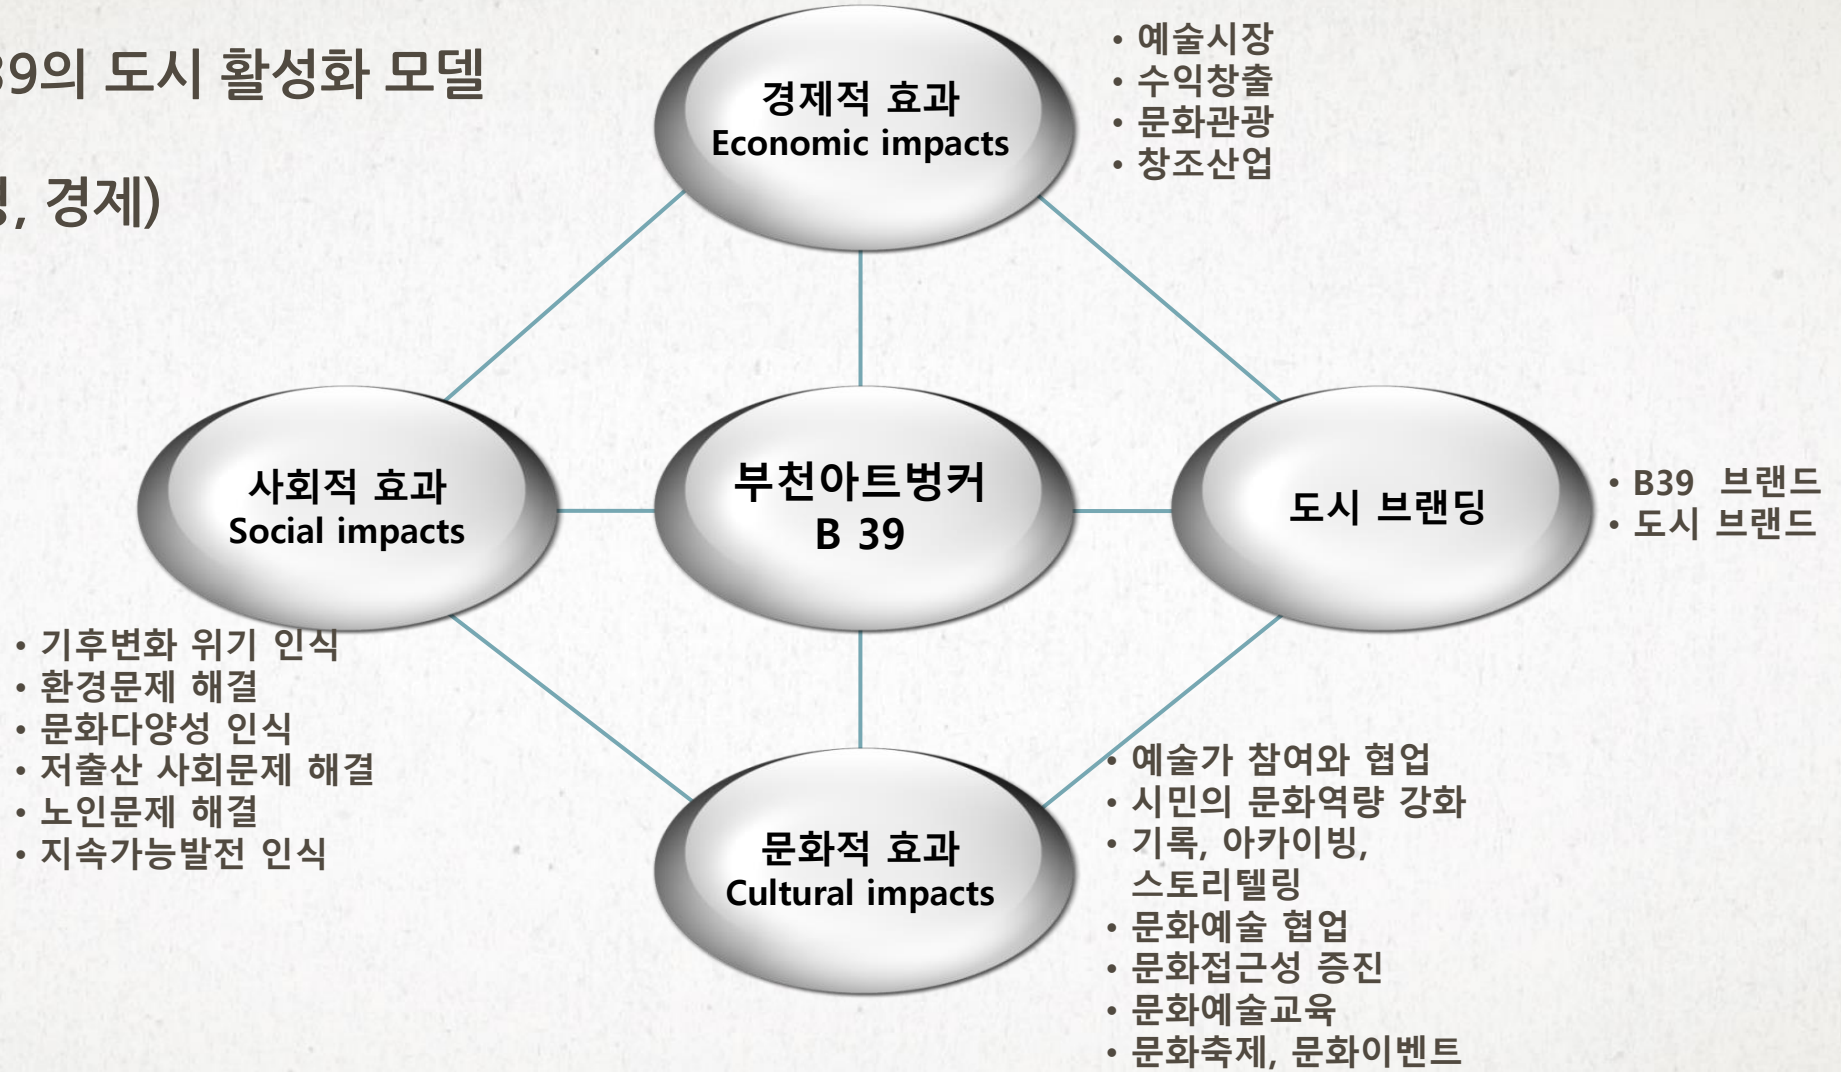 39의 도시 활성화 모델
, 경제)
경제적 효과
Economic impacts
• 예술시장
• 수익창출
• 문화관광
• 창조산업
사회적 효과
Social impacts
부천아트벙커
B 39
도시 브랜딩
• B39 브랜드
• 도시 브랜드
• 기후변화 위기 인식
• 환경문제 해결
• 문화다양성 인식
• 저출산 사회문제 해결
• 노인문제 해결
• 지속가능발전 인식
문화적 효과
Cultural impacts
• 예술가 참여와 협업
• 시민의 문화역량 강화
• 기록, 아카이빙,
스토리텔링
• 문화예술 협업
• 문화접근성 증진
• 문화예술교육
• 문화축제, 문화이벤트